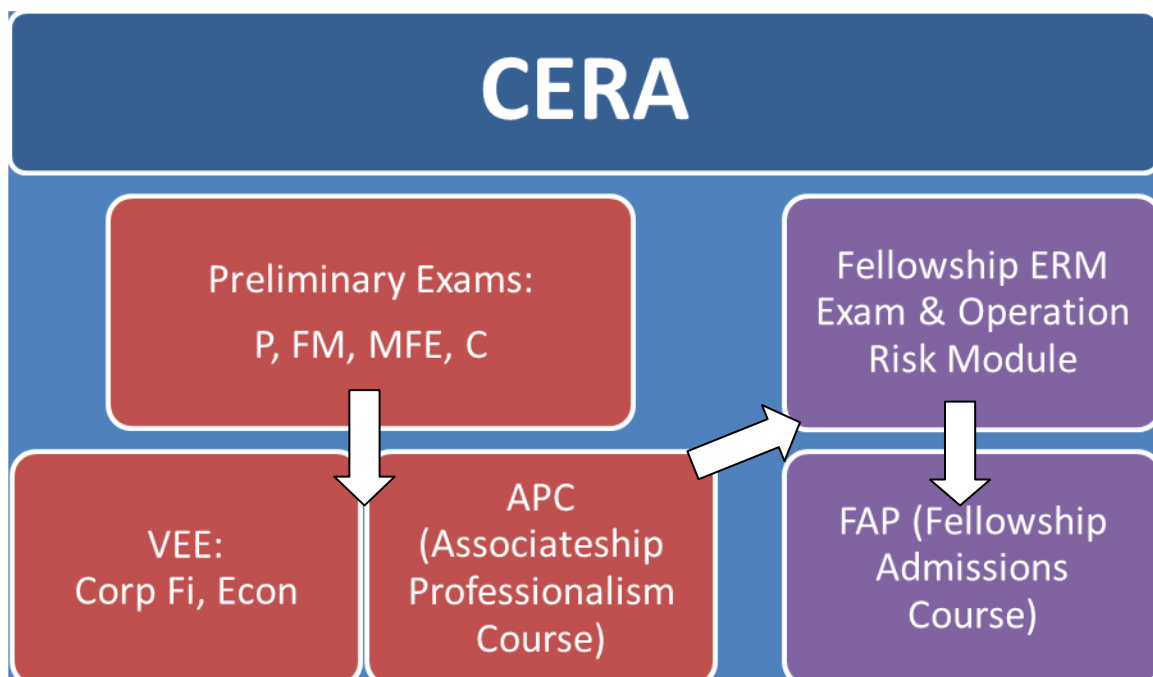 CERA
Preliminary Exams:
P, FM, MFE, C
Fellowship ERM
Exam & Operation
Risk Module
VEE:
Corp Fi, Econ
APC
(Associateship
Professionalism
Course)
FAP (Fellowship
Admissions
Course)